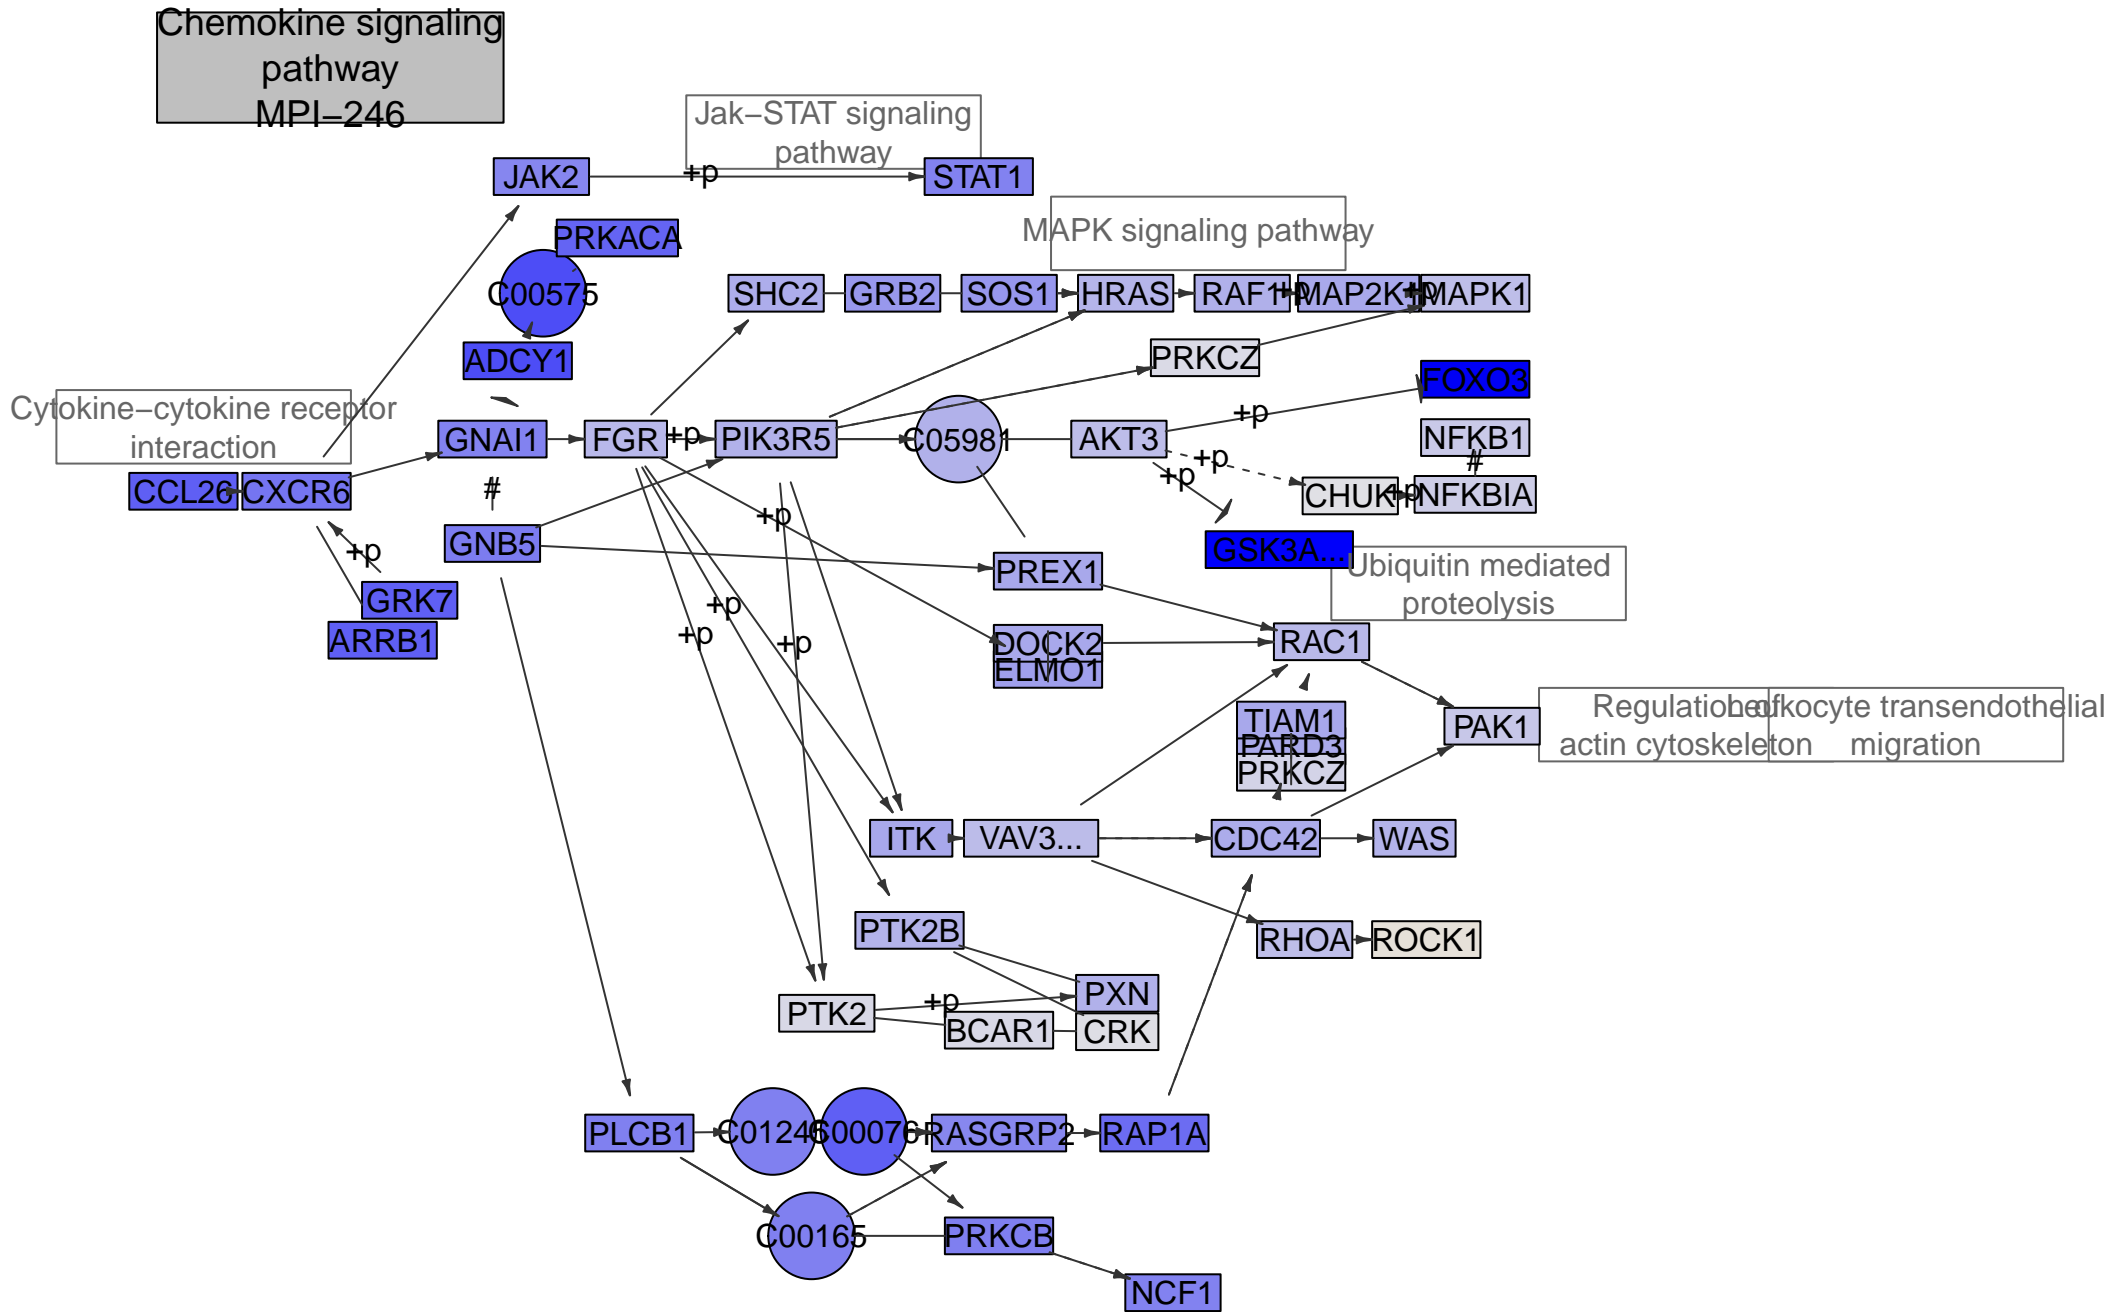 Chemokine signaling
pathway
MPI−246
Jak−STAT signaling
pathway
JAK2
+p
STAT1
PRKACA
MAPK signaling pathway
C00575
SHC2
GRB2
SOS1
HRAS
RAF1
+p
MAP2K1
+p
MAPK1
ADCY1
PRKCZ
FOXO3
Cytokine−cytokine receptor
interaction
+p
GNAI1
FGR
+p
PIK3R5
C05981
AKT3
NFKB1
+p
#
+p
CCL26
CXCR6
#
CHUK
+p
NFKBIA
+p
GNB5
+p
GSK3A...
PREX1
Ubiquitin mediated
proteolysis
GRK7
+p
ARRB1
+p
+p
DOCK2
ELMO1
RAC1
TIAM1
PARD3
PRKCZ
PAK1
Regulation of
actin cytoskeleton
Leukocyte transendothelial
migration
ITK
VAV3...
CDC42
WAS
PTK2B
RHOA
ROCK1
PTK2
+p
PXN
BCAR1
CRK
PLCB1
C01245
C00076
RASGRP2
RAP1A
C00165
PRKCB
NCF1